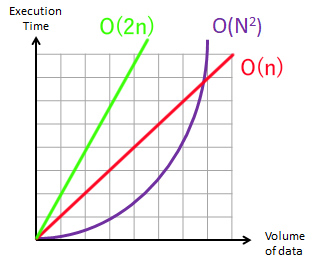 Execution
Time
O(2n)
O(N²)
O(n)
Volume
of data